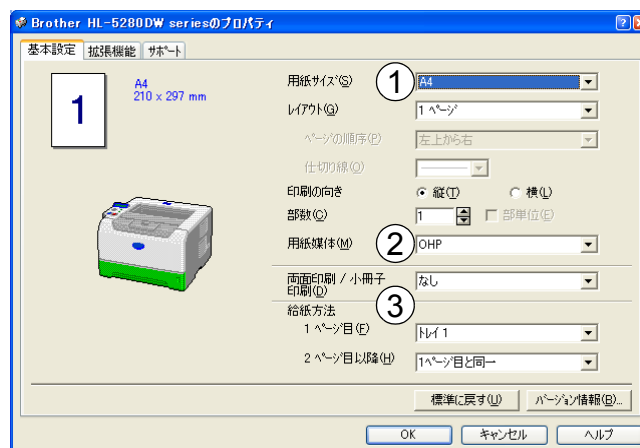 Brother HL-5280DW seriesのプロパティ
基本設定 拡張機能 サポート
1
A4
210 x 297 mm
用紙サイズ(S) ① A4
レイアウト(G) 1 ページ
ページの順序(P) 左上から右
仕切り線(O)
印刷の向き 縦(T) 横(L)
部数(C) 1 部単位(E)
用紙媒体(M) ② OHP
両面印刷 / 小冊子
印刷(D) なし
③
給紙方法
1 ページ目(F) トレイ1
2 ページ目以降(H) 1ページ目と同一
標準に戻す(U) バージョン情報(B)...
OK キャンセル ヘルプ